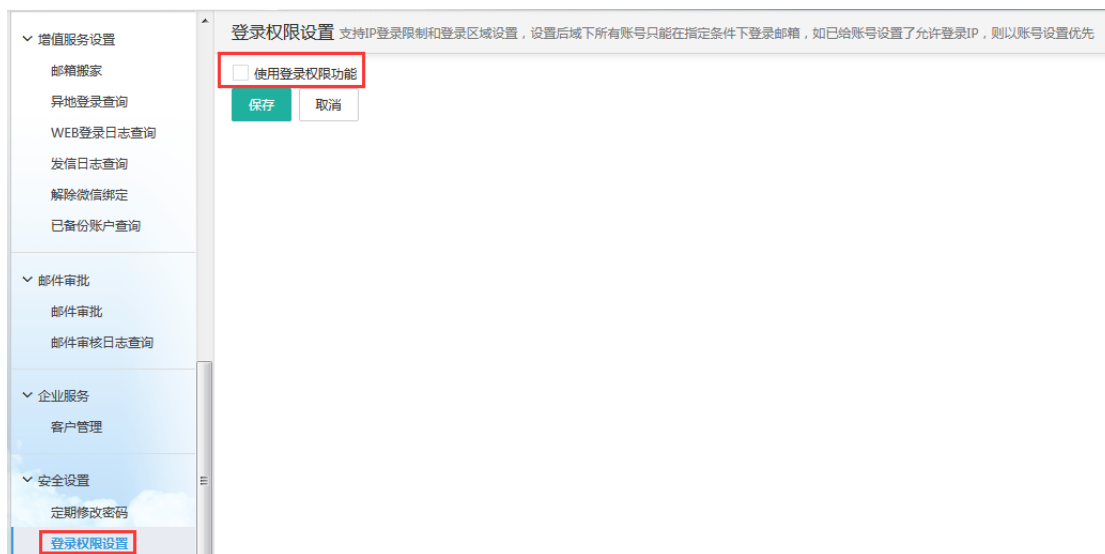 增值服务设置
邮箱搬家
异地登录查询
WEB登录日志查询
发信日志查询
解除微信绑定
已备份账户查询
邮件审批
邮件审批
邮件审核日志查询
企业服务
客户管理
安全设置
定期修改密码
登录权限设置
登录权限设置 支持IP登录限制和登录区域设置，设置后域下所有账号只能在指定条件下登录邮箱，如已给账号设置了允许登录IP，则以账号设置优先
使用登录权限功能
保存 取消